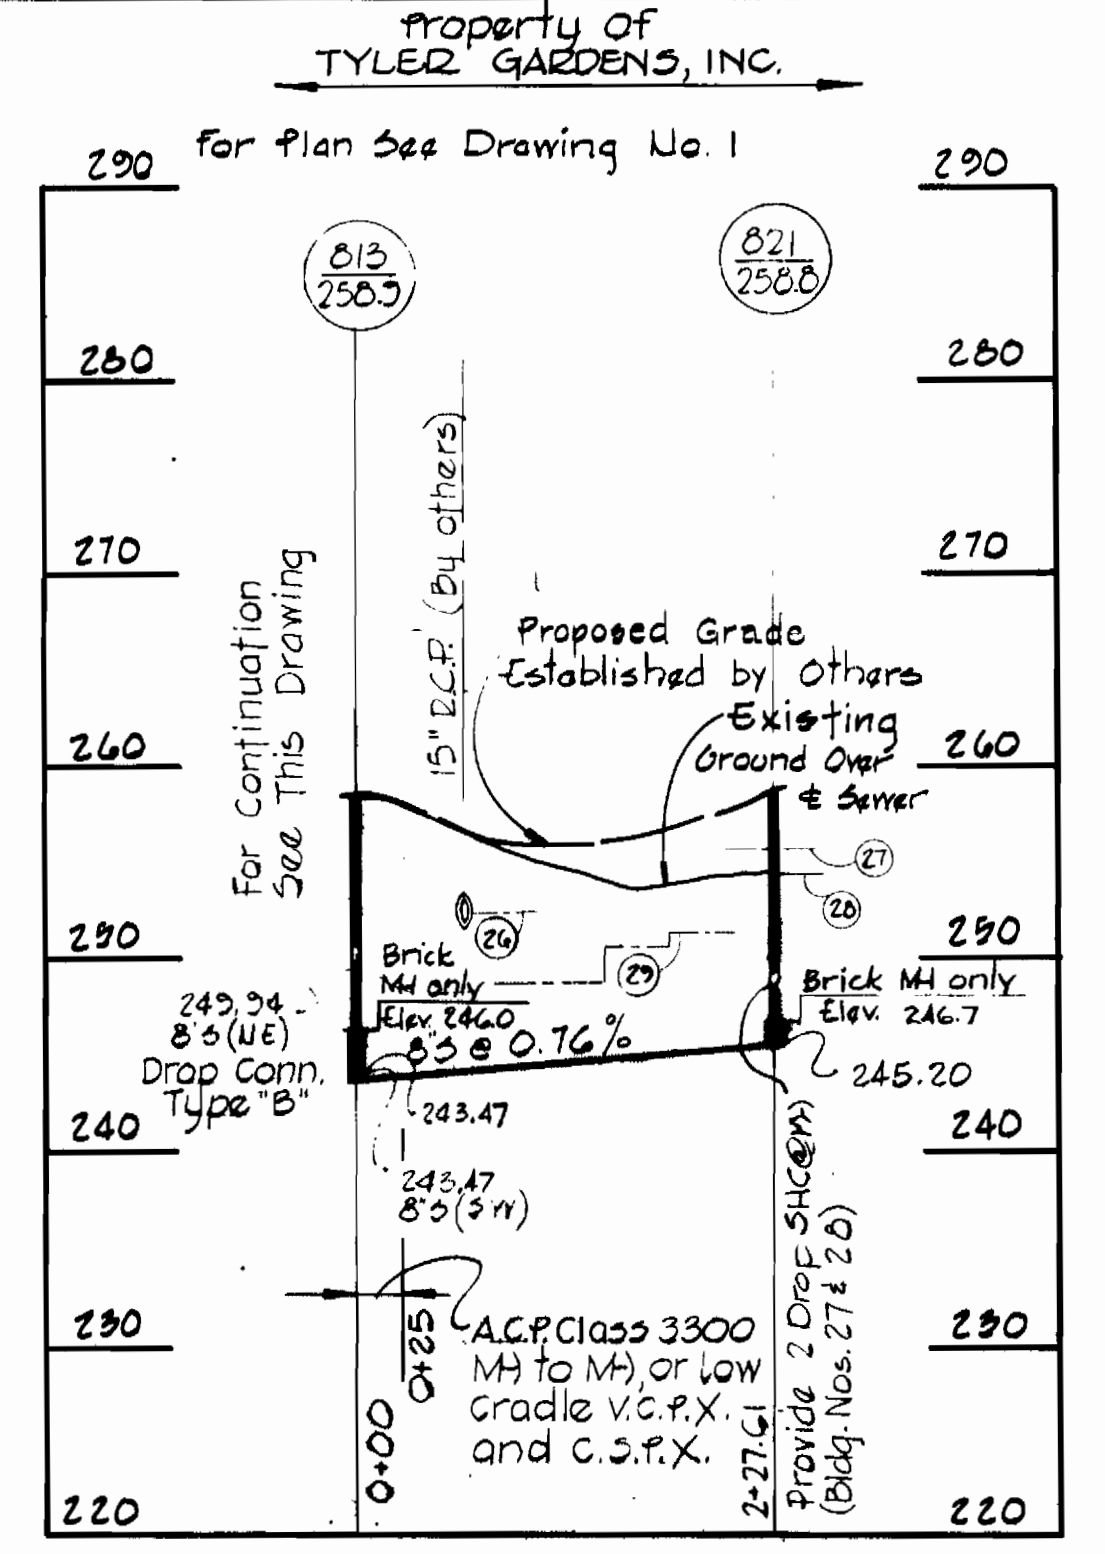 Property Of
TYLER GARDENS, INC.
For Plan See Drawing No. 1
290
290
813
258.9
821
258.8
280
280
270
270
260
260
250
250
240
240
230
230
220
220
For Continuation
See This Drawing
15" R.C.P. (By Others)
Proposed Grade
Established by Others
Existing
Ground Over
℄ Sewer
27
28
26
29
Brick
MH only
Elev. 246.0
8"S @ 0.76%
Brick MH only
Elev. 246.7
249.94
8"S (NE)
Drop Conn.
Type "B"
245.20
243.47
243.47
8"S (SW)
A.C.P. Class 3300
MH to MH, or Low
Cradle V.C.P.X.
and C.S.P.X.
0+00
0+25
2+27.61
Provide 2 Drop SHC@MH
(Bldg. Nos. 27 & 28)